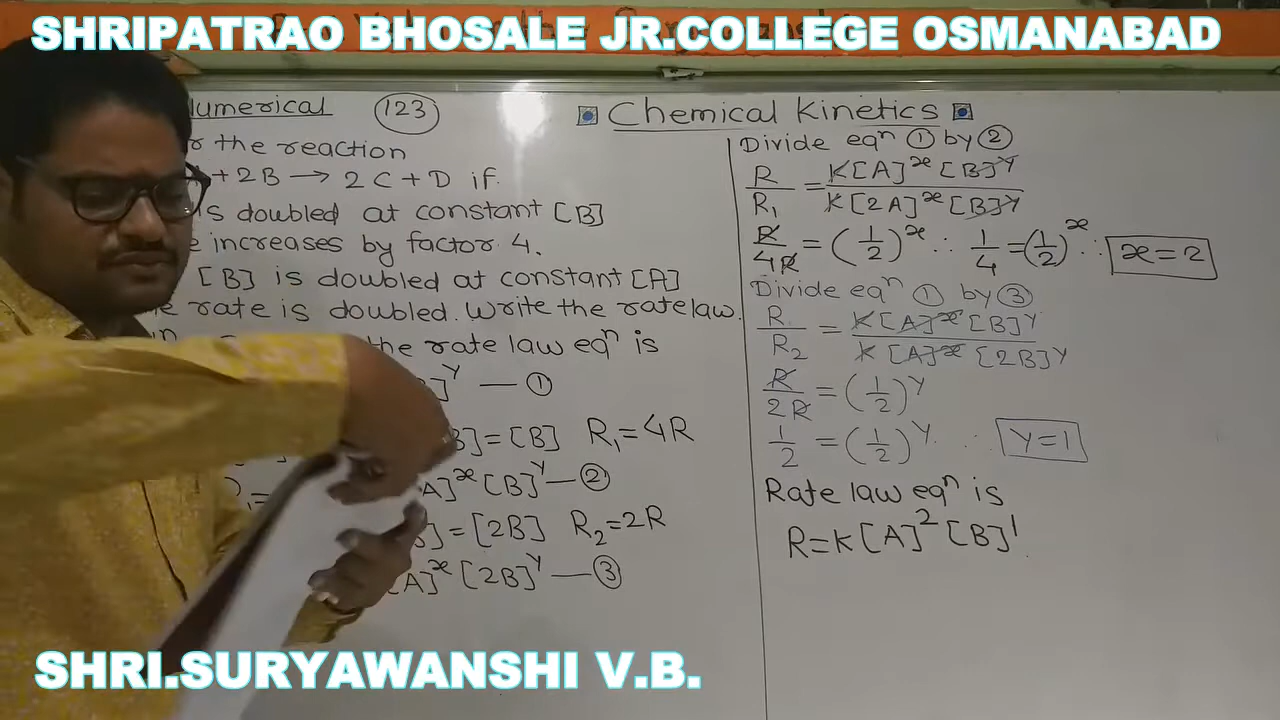 SHRIPATRAO BHOSALE JR.COLLEGE OSMANABAD
Numerical 123
Chemical Kinetics
the reaction
+2B → 2C+D if
is doubled at constant [B]
increases by factor 4.
[B] is doubled at constant [A]
rate is doubled. Write the rate law.
the rate law eqⁿ is
]ʸ — ①
]=[B] R₁=4R
A]ˣ[B]ʸ — ②
]=[2B] R₂=2R
[A]ˣ[2B]ʸ — ③
Divide eqⁿ ① by ②
R/R₁ = K[A]ˣ[B]ʸ / K[2A]ˣ[B]ʸ
R/4R = (1/2)ˣ ∴ 1/4 = (1/2)ˣ ∴ x=2
Divide eqⁿ ① by ③
R/R₂ = K[A]ˣ[B]ʸ / K[A]ˣ[2B]ʸ
R/2R = (1/2)ʸ
1/2 = (1/2)ʸ ∴ Y=1
Rate law eqⁿ is
R=K[A]²[B]¹
SHRI.SURYAWANSHI V.B.